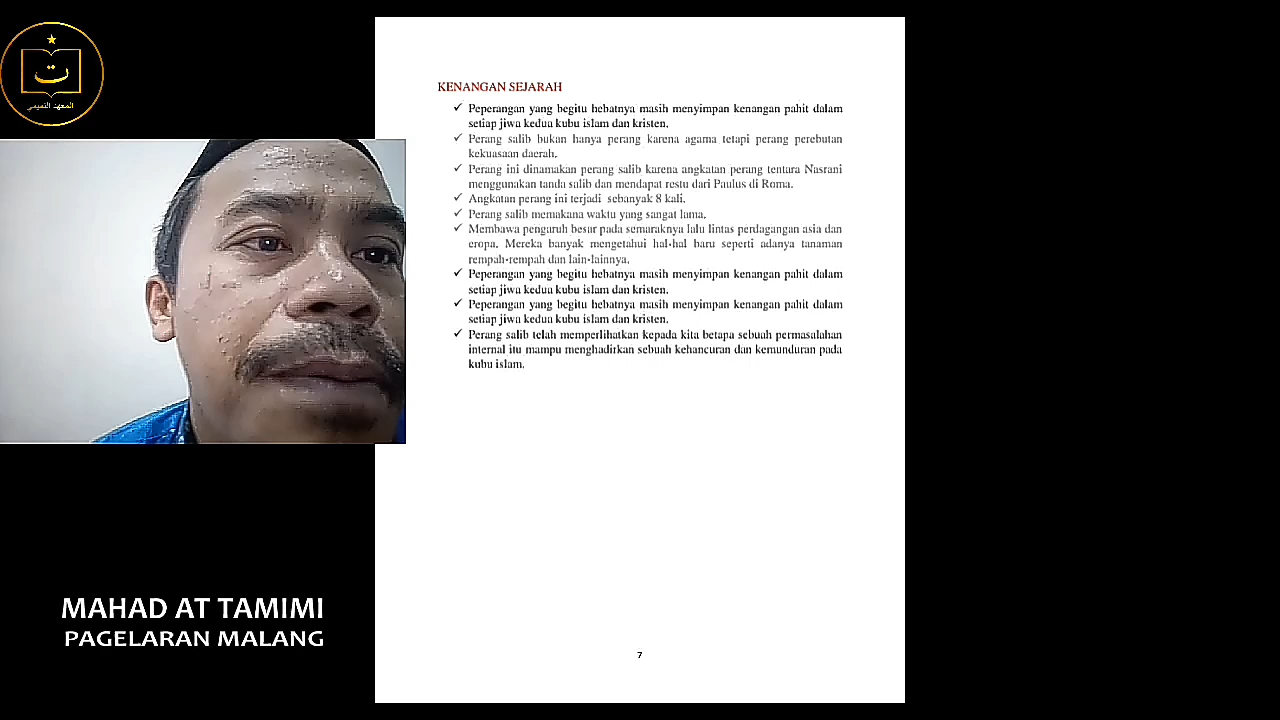 ت
المعهد التميمي
KENANGAN SEJARAH
✓ Peperangan yang begitu hebatnya masih menyimpan kenangan pahit dalam
setiap jiwa kedua kubu islam dan kristen.
✓ Perang salib bukan hanya perang karena agama tetapi perang perebutan
kekuasaan daerah.
✓ Perang ini dinamakan perang salib karena angkatan perang tentara Nasrani
menggunakan tanda salib dan mendapat restu dari Paulus di Roma.
✓ Angkatan perang ini terjadi sebanyak 8 kali.
✓ Perang salib memakana waktu yang sangat lama.
✓ Membawa pengaruh besar pada semaraknya lalu lintas perdagangan asia dan
eropa. Mereka banyak mengetahui hal-hal baru seperti adanya tanaman
rempah-rempah dan lain-lainnya.
✓ Peperangan yang begitu hebatnya masih menyimpan kenangan pahit dalam
setiap jiwa kedua kubu islam dan kristen.
✓ Peperangan yang begitu hebatnya masih menyimpan kenangan pahit dalam
setiap jiwa kedua kubu islam dan kristen.
✓ Perang salib telah memperlihatkan kepada kita betapa sebuah permasalahan
internal itu mampu menghadirkan sebuah kehancuran dan kemunduran pada
kubu islam.
MAHAD AT TAMIMI
PAGELARAN MALANG
7